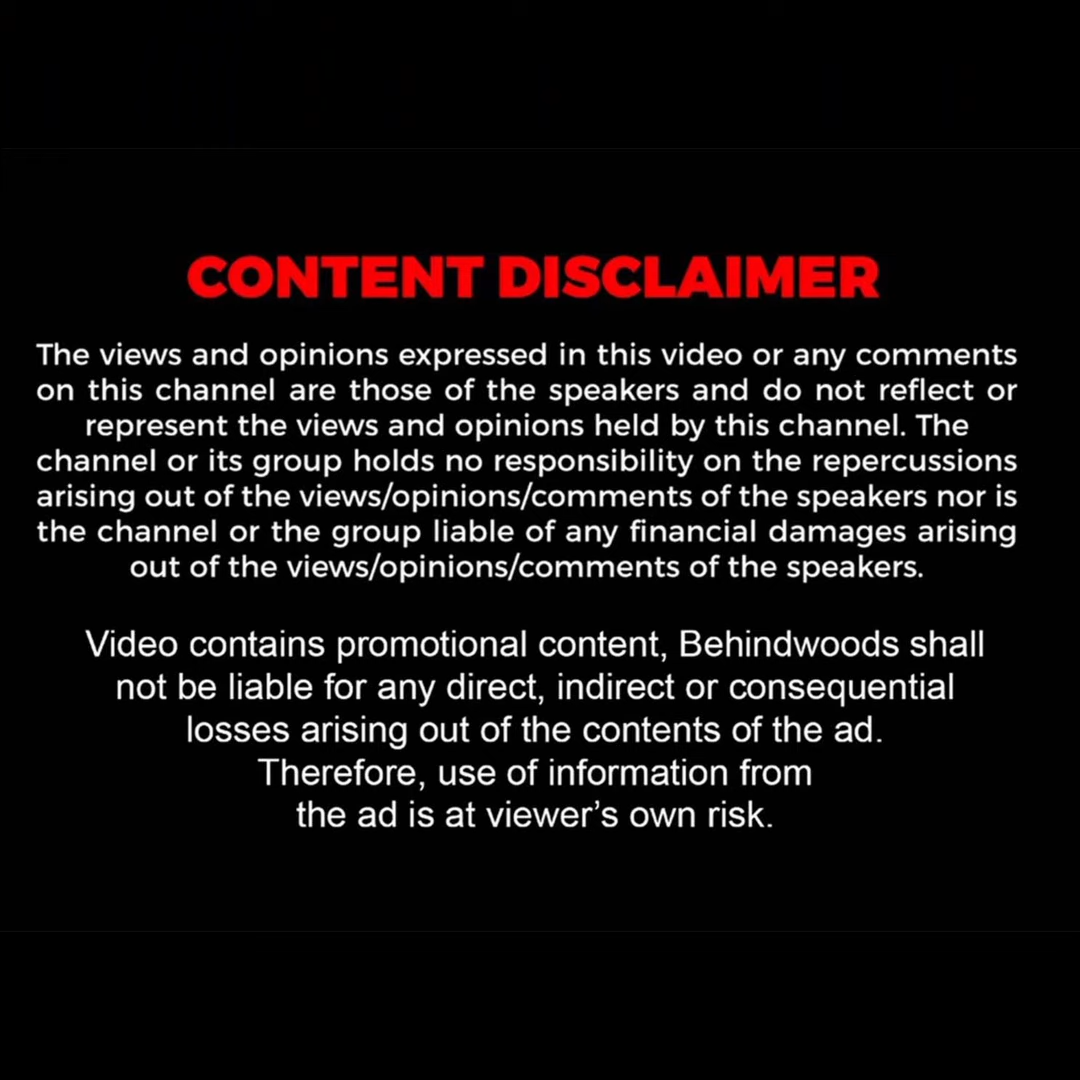 CONTENT DISCLAIMER
The views and opinions expressed in this video or any comments
on this channel are those of the speakers and do not reflect or
represent the views and opinions held by this channel. The
channel or its group holds no responsibility on the repercussions
arising out of the views/opinions/comments of the speakers nor is
the channel or the group liable of any financial damages arising
out of the views/opinions/comments of the speakers.
Video contains promotional content, Behindwoods shall
not be liable for any direct, indirect or consequential
losses arising out of the contents of the ad.
Therefore, use of information from
the ad is at viewer’s own risk.